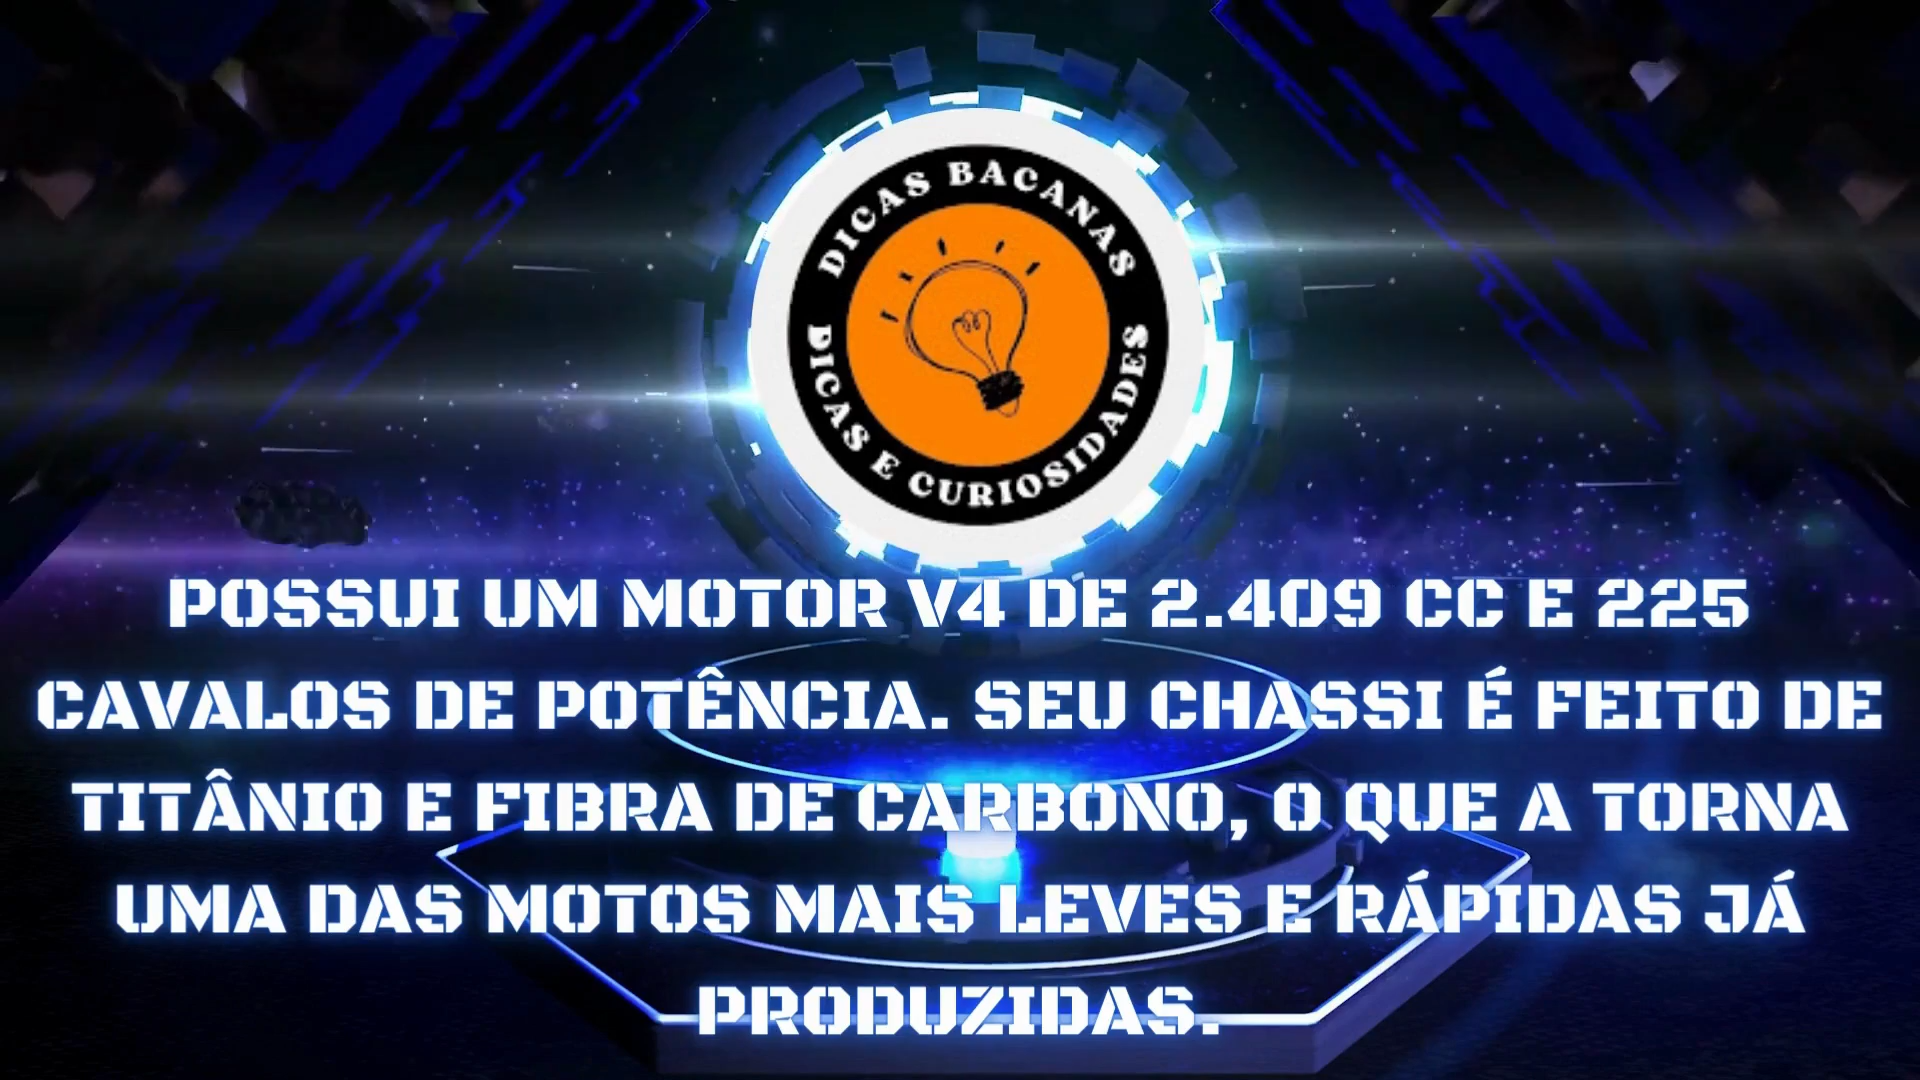 DICAS BACANAS
DICAS E CURIOSIDADES
POSSUI UM MOTOR V4 DE 2.409 CC E 225
CAVALOS DE POTÊNCIA. SEU CHASSI É FEITO DE
TITÂNIO E FIBRA DE CARBONO, O QUE A TORNA
UMA DAS MOTOS MAIS LEVES E RÁPIDAS JÁ
PRODUZIDAS.